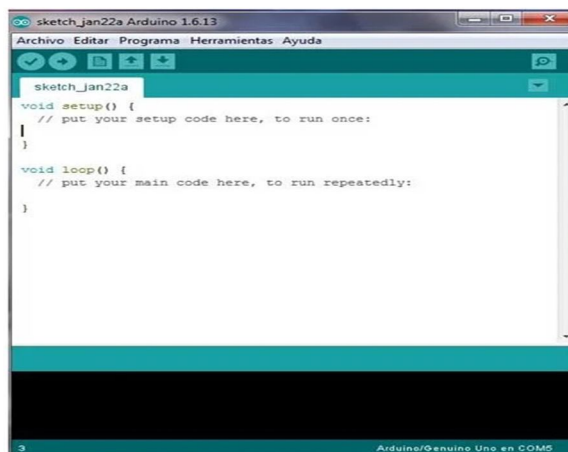 sketch_jan22a Arduino 1.6.13
Archivo Editar Programa Herramientas Ayuda
sketch_jan22a
void setup() {
// put your setup code here, to run once:
}
void loop() {
// put your main code here, to run repeatedly:
}
3
Arduino/Genuino Uno en COM5